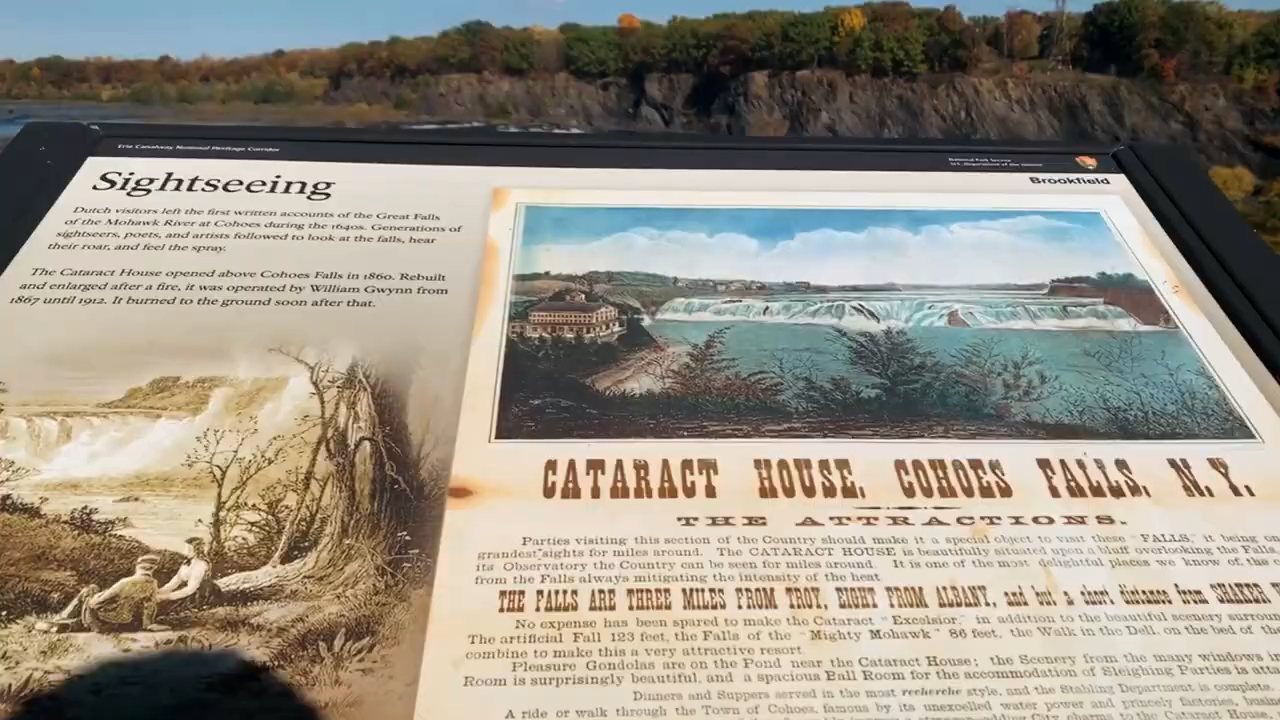 Erie Canalway National Heritage Corridor
National Park Service
U.S. Department of the Interior
Brookfield
Sightseeing
Dutch visitors left the first written accounts of the Great Falls
of the Mohawk River at Cohoes during the 1640s. Generations of
sightseers, poets, and artists followed to look at the falls, hear
their roar, and feel the spray.
The Cataract House opened above Cohoes Falls in 1860. Rebuilt
and enlarged after a fire, it was operated by William Gwynn from
1867 until 1912. It burned to the ground soon after that.
CATARACT HOUSE, COHOES FALLS, N.Y.
THE ATTRACTIONS.
Parties visiting this section of the Country should make it a special object to visit these "FALLS," it being
grandest sights for miles around. The CATARACT HOUSE is beautifully situated upon a bluff overlooking the Falls
its Observatory the Country can be seen for miles around. It is one of the most delightful places we know of, the
from the Falls always mitigating the intensity of the heat
THE FALLS ARE THREE MILES FROM TROY, EIGHT FROM ALBANY, and but a short distance from SHAKER
No expense has been spared to make the Cataract "Excelsior," in addition to the beautiful scenery
The artificial Fall 123 feet, the Falls of the "Mighty Mohawk" 86 feet, the Walk in the Dell, on the bed of the
combine to make this a very attractive resort.
Pleasure Gondolas are on the Pond near the Cataract House; the Scenery from the many windows
Room is surprisingly beautiful, and a spacious Ball Room for the accommodation of Sleighing Parties is
Dinners and Suppers served in the most recherche style, and the Stabling Department is complete.
A ride or walk through the Town of Cohoes, famous by its unexcelled water power and princely factories,